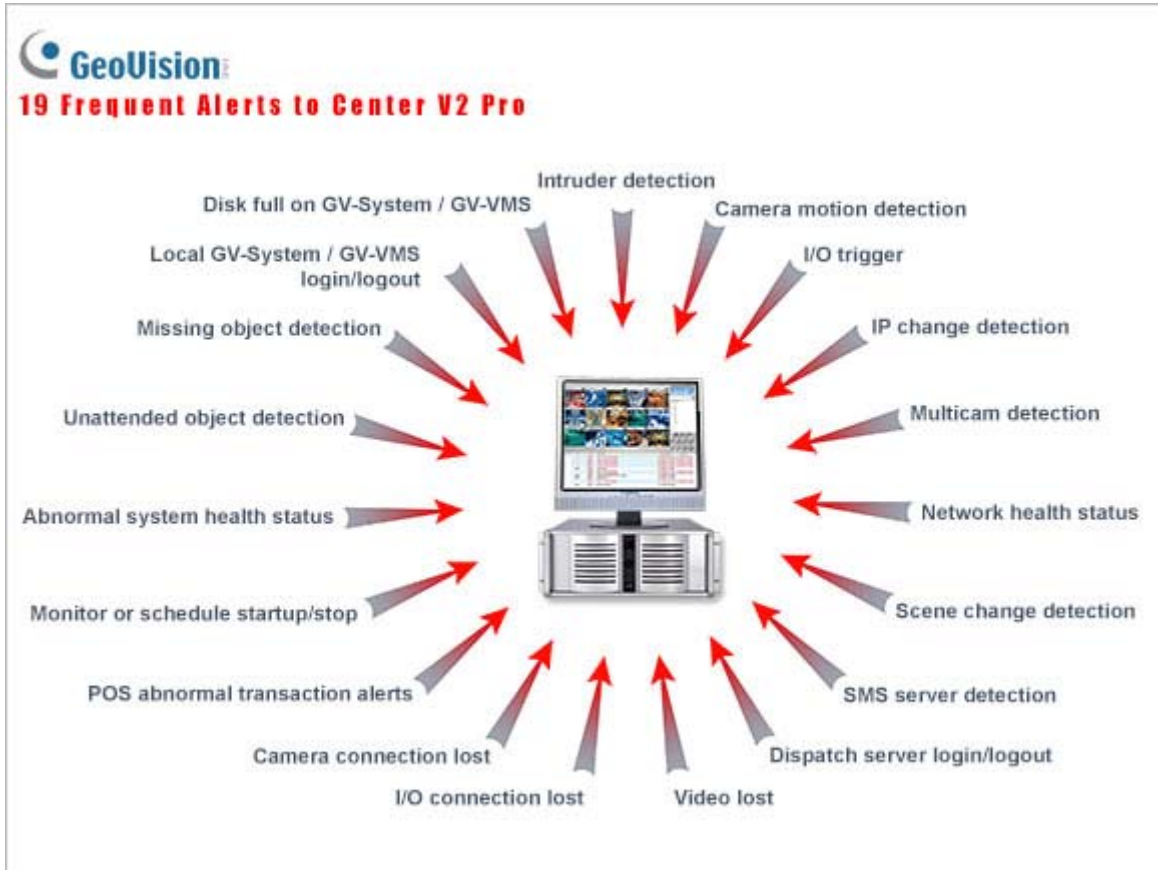 GeoVision
19 Frequent Alerts to Center V2 Pro
Intruder detection
Disk full on GV-System / GV-VMS
Camera motion detection
Local GV-System / GV-VMS
login/logout
I/O trigger
Missing object detection
IP change detection
Unattended object detection
Multicam detection
Abnormal system health status
Network health status
Monitor or schedule startup/stop
Scene change detection
POS abnormal transaction alerts
SMS server detection
Camera connection lost
Dispatch server login/logout
I/O connection lost
Video lost